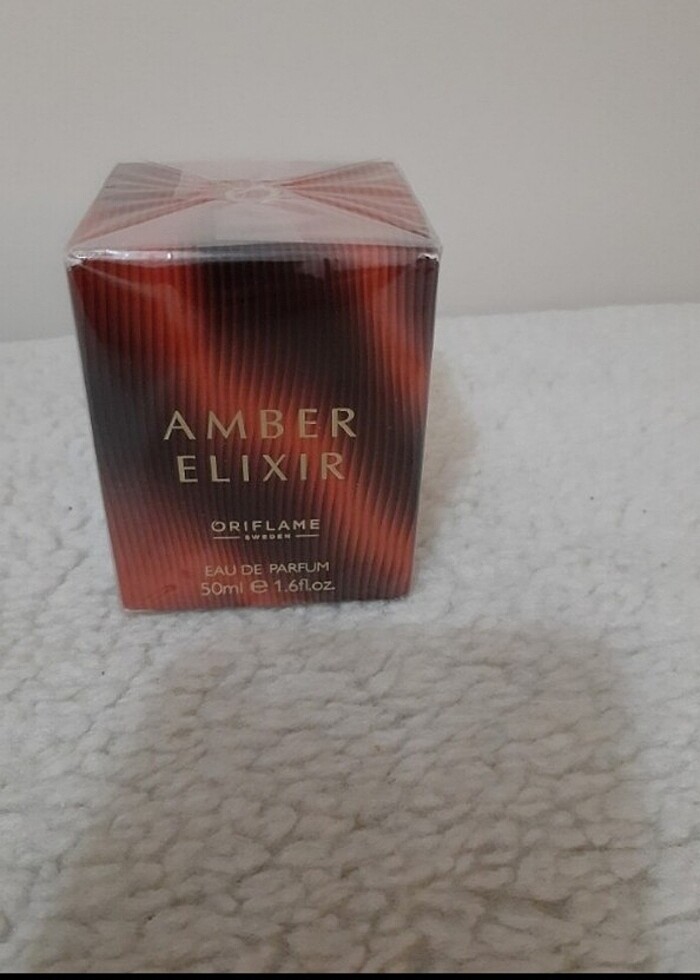 AMBER
ELIXIR
ORIFLAME
SWEDEN
EAU DE PARFUM
50ml ℮ 1.6fl.oz.